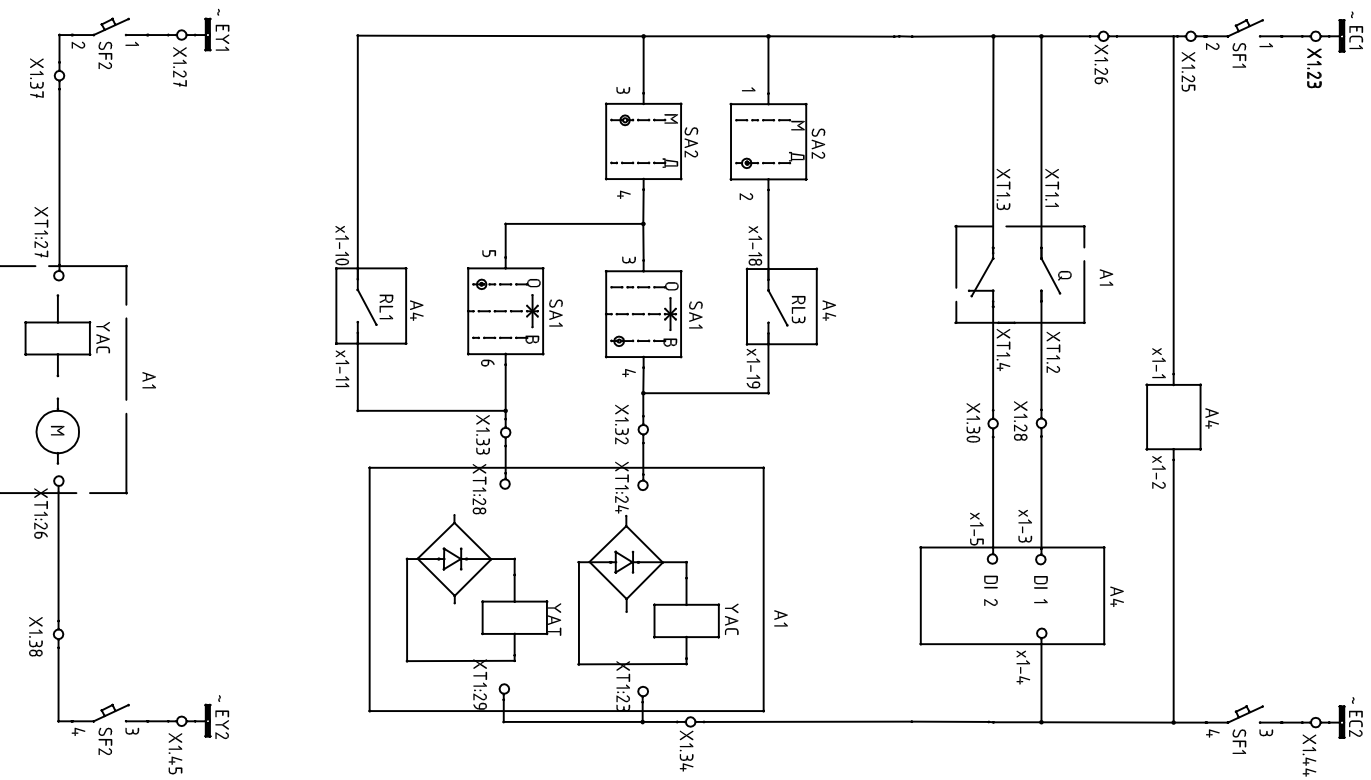 ~EC1
~EC2
X1.23
X1.44
1
3
SF1
SF1
2
4
X1.25
x1-1
A4
x1-2
X1.26
A1
A4
XT1.1
Q
XT1.2
X1.28
x1-3
DI 1
x1-4
XT1.3
XT1.4
X1.30
x1-5
DI 2
SA2
A4
1
М
Д
2
x1-18
RL3
x1-19
A1
SA2
SA1
3
М
Д
4
3
О
В
4
X1.32
XT1:24
YAC
XT1:23
X1.34
SA1
5
О
В
6
X1.33
XT1:28
YAT
XT1:29
A4
x1-10
RL1
x1-11
~EY1
~EY2
X1.27
X1.45
1
3
SF2
SF2
2
4
A1
X1.37
XT1:27
YAC
M
XT1:26
X1.38